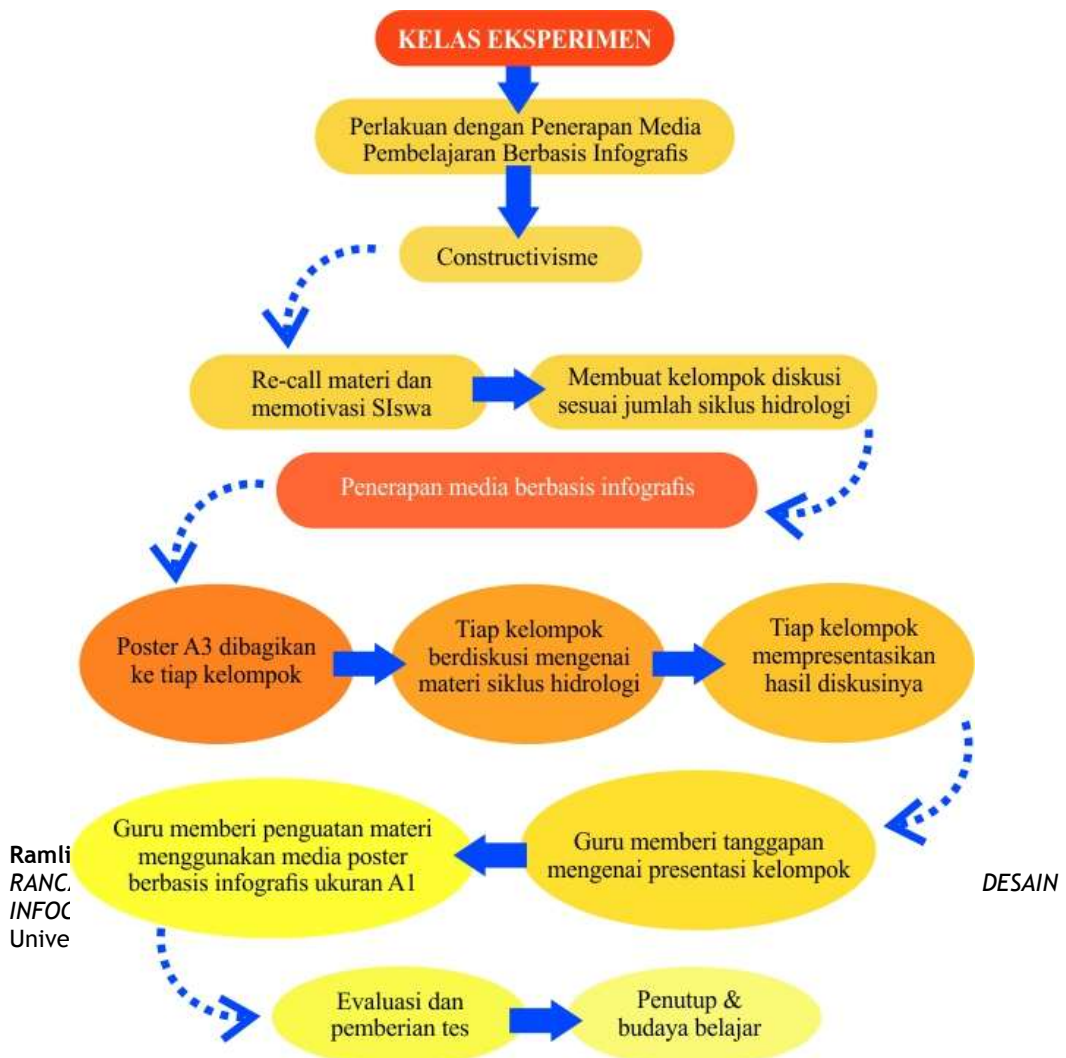 KELAS EKSPERIMEN
Perlakuan dengan Penerapan Media
Pembelajaran Berbasis Infografis
Constructivisme
Re-call materi dan
memotivasi SIswa
Membuat kelompok diskusi
sesuai jumlah siklus hidrologi
Penerapan media berbasis infografis
Poster A3 dibagikan
ke tiap kelompok
Tiap kelompok
berdiskusi mengenai
materi siklus hidrologi
Tiap kelompok
mempresentasikan
hasil diskusinya
Guru memberi penguatan materi
menggunakan media poster
berbasis infografis ukuran A1
Guru memberi tanggapan
mengenai presentasi kelompok
Ramli
DESAIN
Evaluasi dan
pemberian tes
Penutup &
budaya belajar